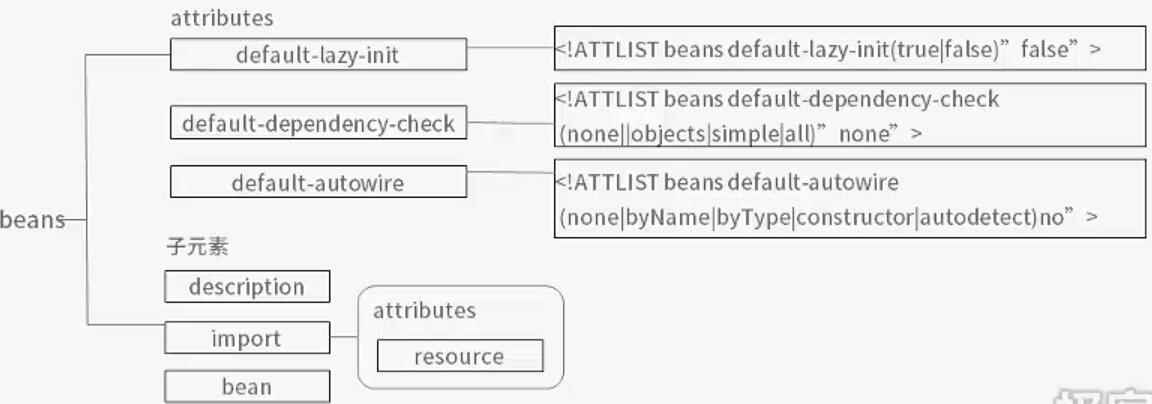 attributes
default-lazy-init
<!ATTLIST beans default-lazy-init(true|false)” false” >
default-dependency-check
<!ATTLIST beans default-dependency-check
(none||objects|simple|all)” none” >
default-autowire
<!ATTLIST beans default-autowire
(none|byName|byType|constructor|autodetect)no” >
beans
子元素
description
import
attributes
resource
bean